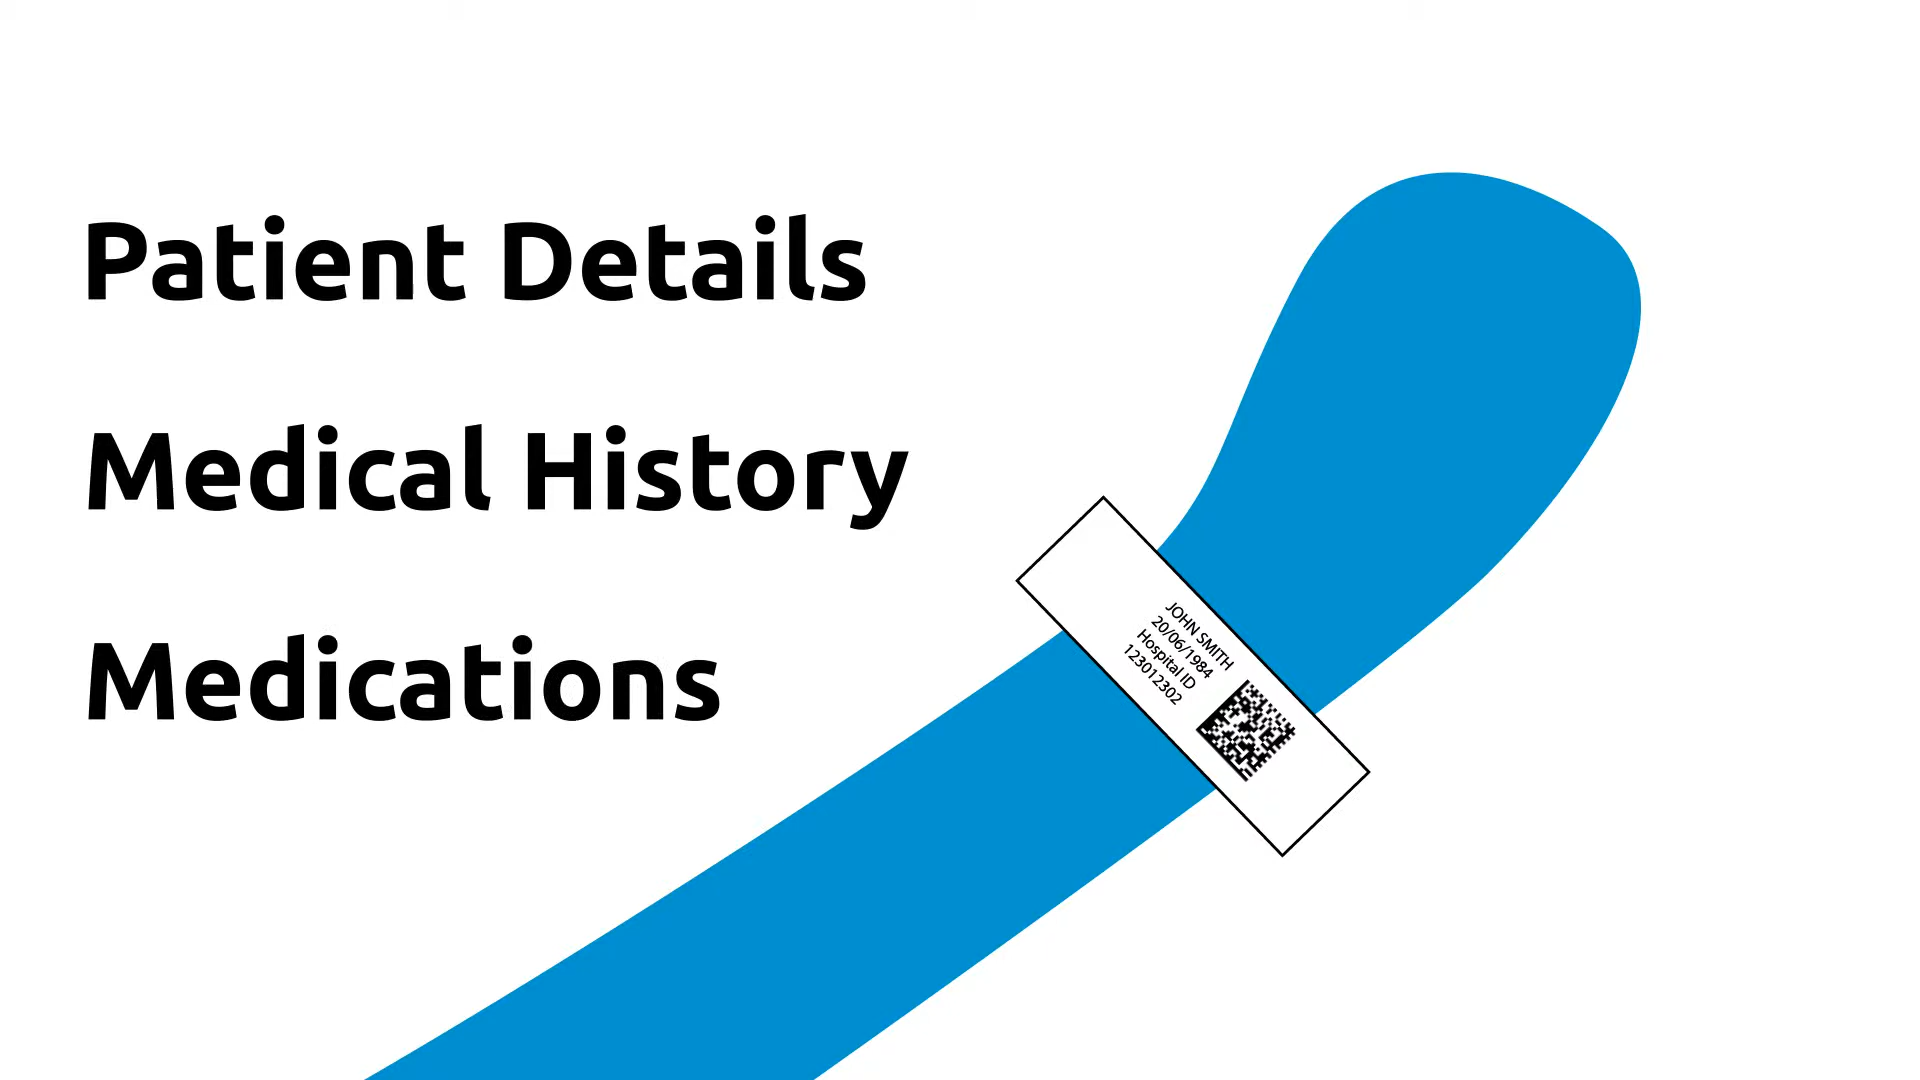 Patient Details
Medical History
Medications
JOHN SMITH
20/06/1984
Hospital ID
123012302